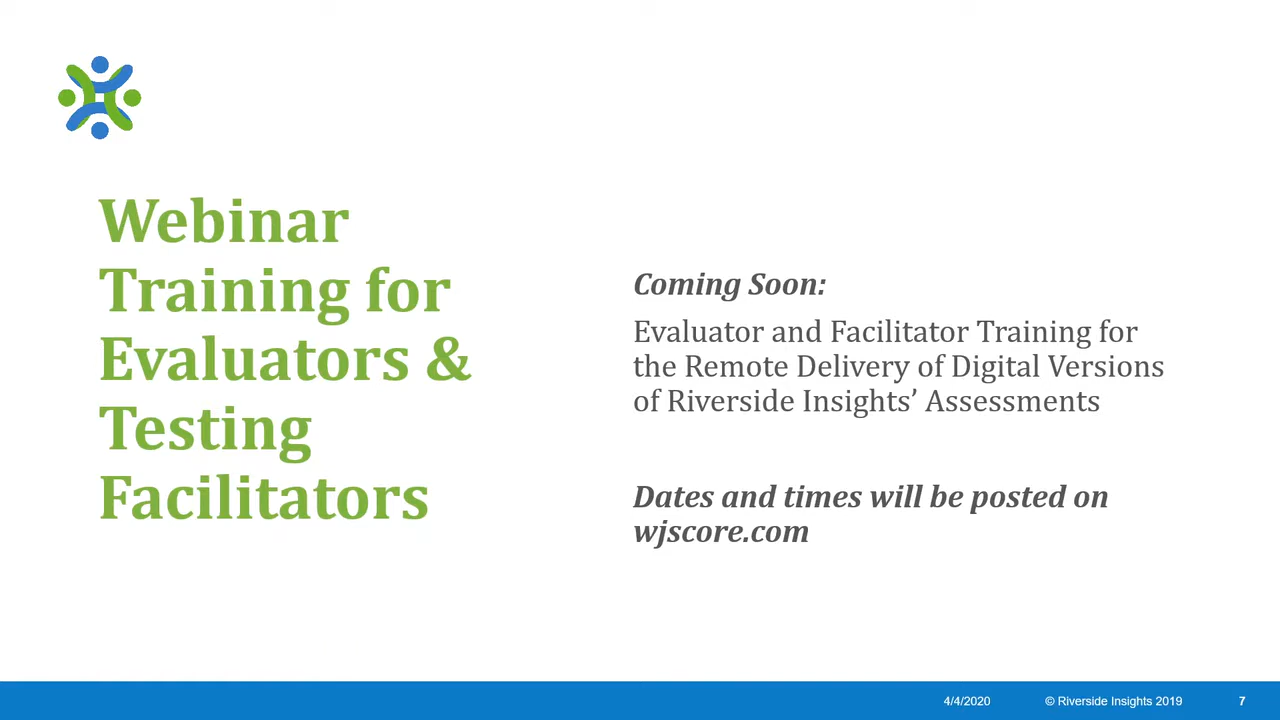 Webinar
Training for
Evaluators &
Testing
Facilitators
Coming Soon:
Evaluator and Facilitator Training for
the Remote Delivery of Digital Versions
of Riverside Insights’ Assessments
Dates and times will be posted on
wjscore.com
4/4/2020
© Riverside Insights 2019
7